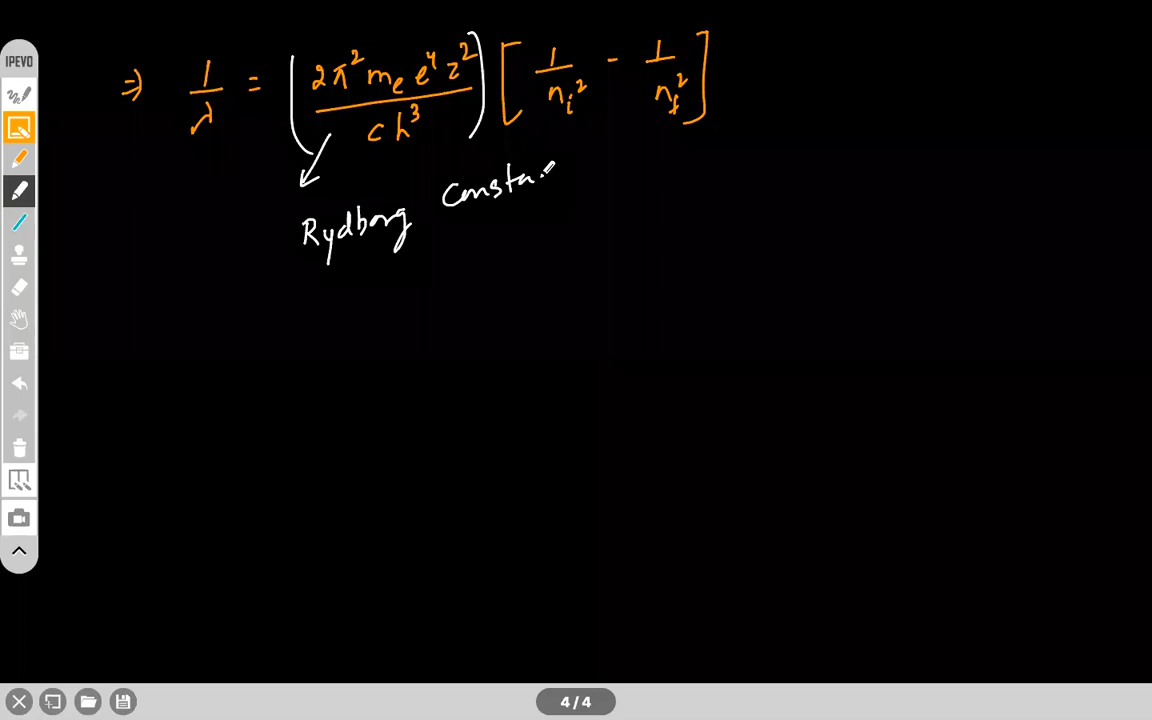 IPEVO
⇒ 1/λ = (2π²mₑe⁴z²/ch³) [1/nᵢ² - 1/n_f²]
Rydberg Consta
4/4